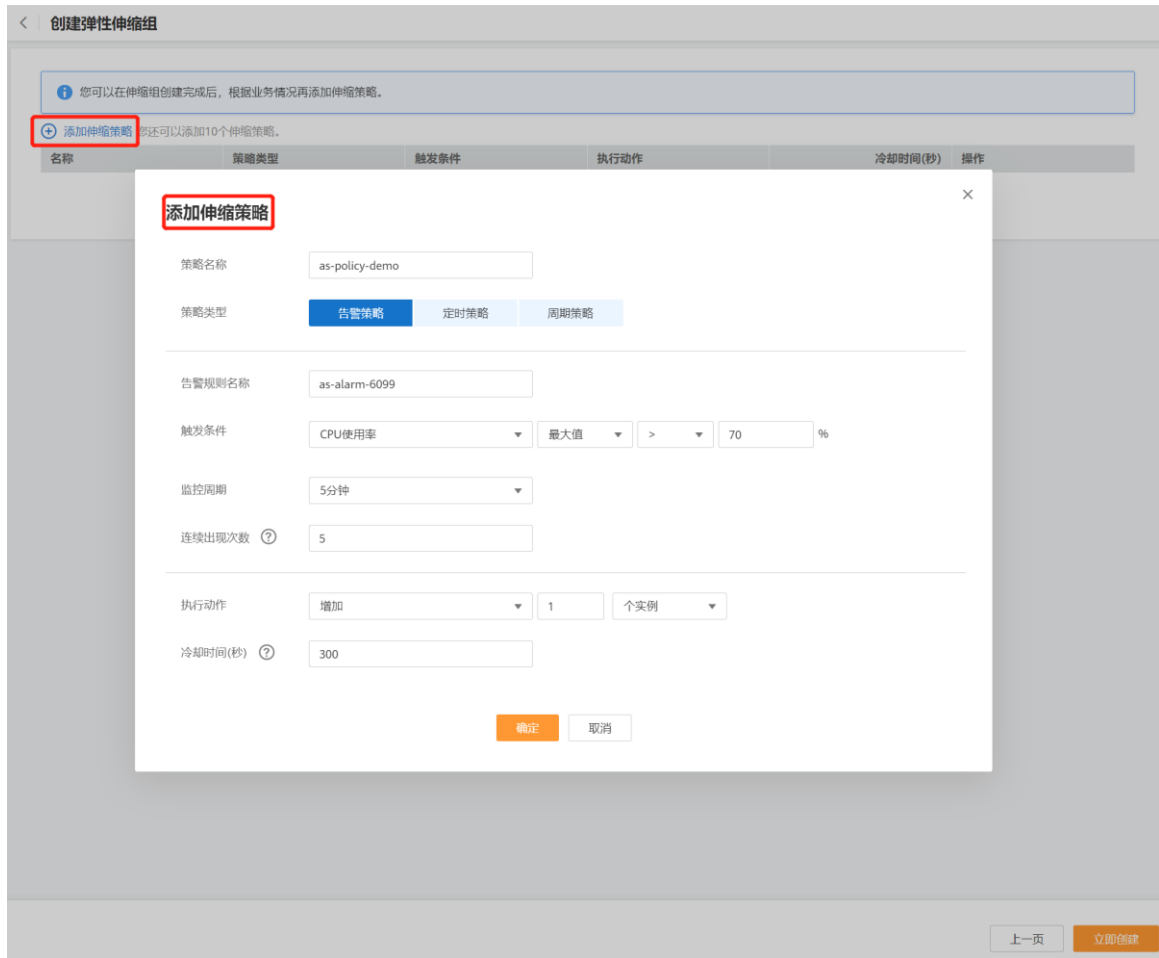 创建弹性伸缩组
您可以在伸缩组创建完成后，根据业务情况再添加伸缩策略。
添加伸缩策略 您还可以添加10个伸缩策略。
名称 策略类型 触发条件 执行动作 冷却时间(秒) 操作
添加伸缩策略
策略名称 as-policy-demo
策略类型 告警策略 定时策略 周期策略
告警规则名称 as-alarm-6099
触发条件 CPU使用率 最大值 > 70 %
监控周期 5分钟
连续出现次数 5
执行动作 增加 1 个实例
冷却时间(秒) 300
确定 取消
上一页 立即创建